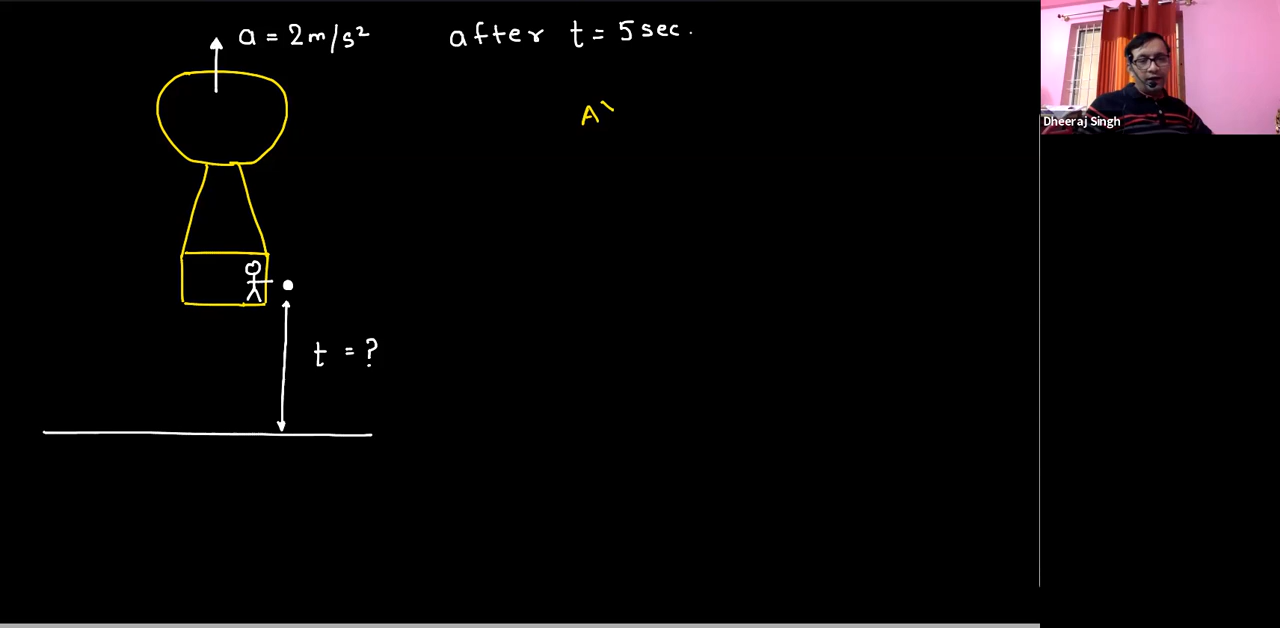 a = 2m/s² after t = 5 sec.
Dheeraj Singh
t = ?